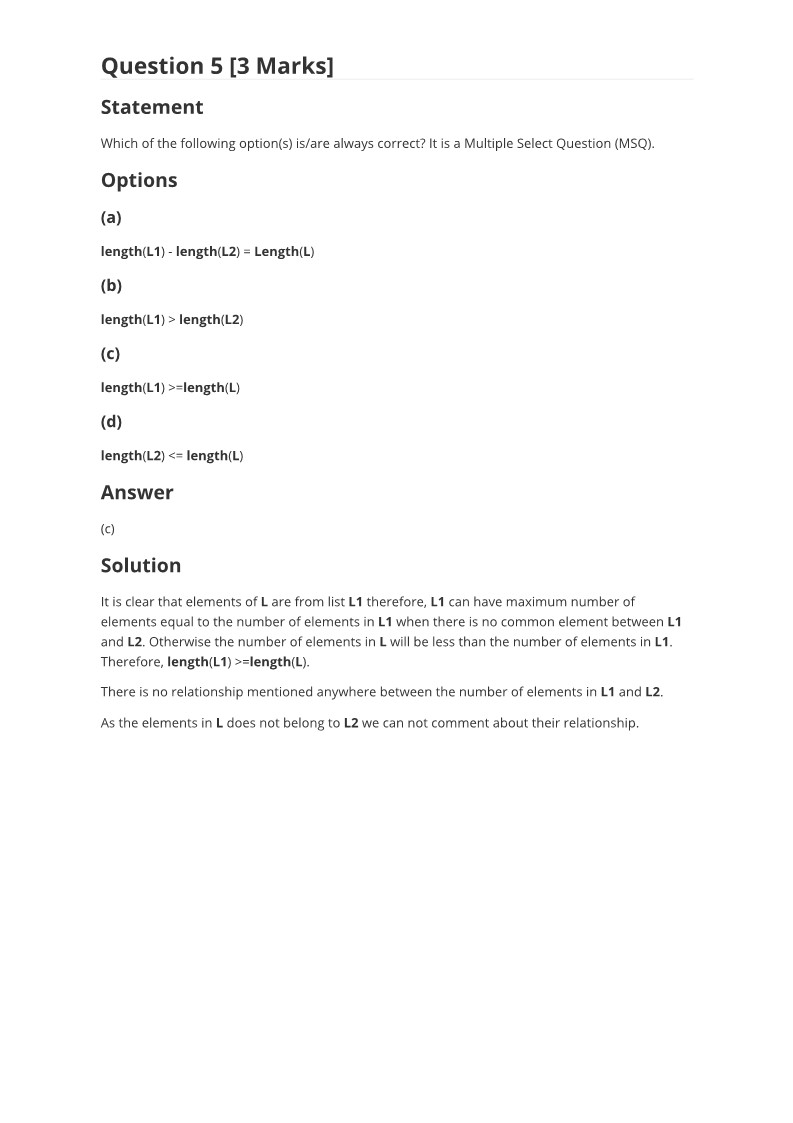 Question 5 [3 Marks]
Statement
Which of the following option(s) is/are always correct? It is a Multiple Select Question (MSQ).
Options
(a)
length(L1) - length(L2) = Length(L)
(b)
length(L1) > length(L2)
(c)
length(L1) >=length(L)
(d)
length(L2) <= length(L)
Answer
(c)
Solution
It is clear that elements of L are from list L1 therefore, L1 can have maximum number of
elements equal to the number of elements in L1 when there is no common element between L1
and L2. Otherwise the number of elements in L will be less than the number of elements in L1.
Therefore, length(L1) >=length(L).
There is no relationship mentioned anywhere between the number of elements in L1 and L2.
As the elements in L does not belong to L2 we can not comment about their relationship.